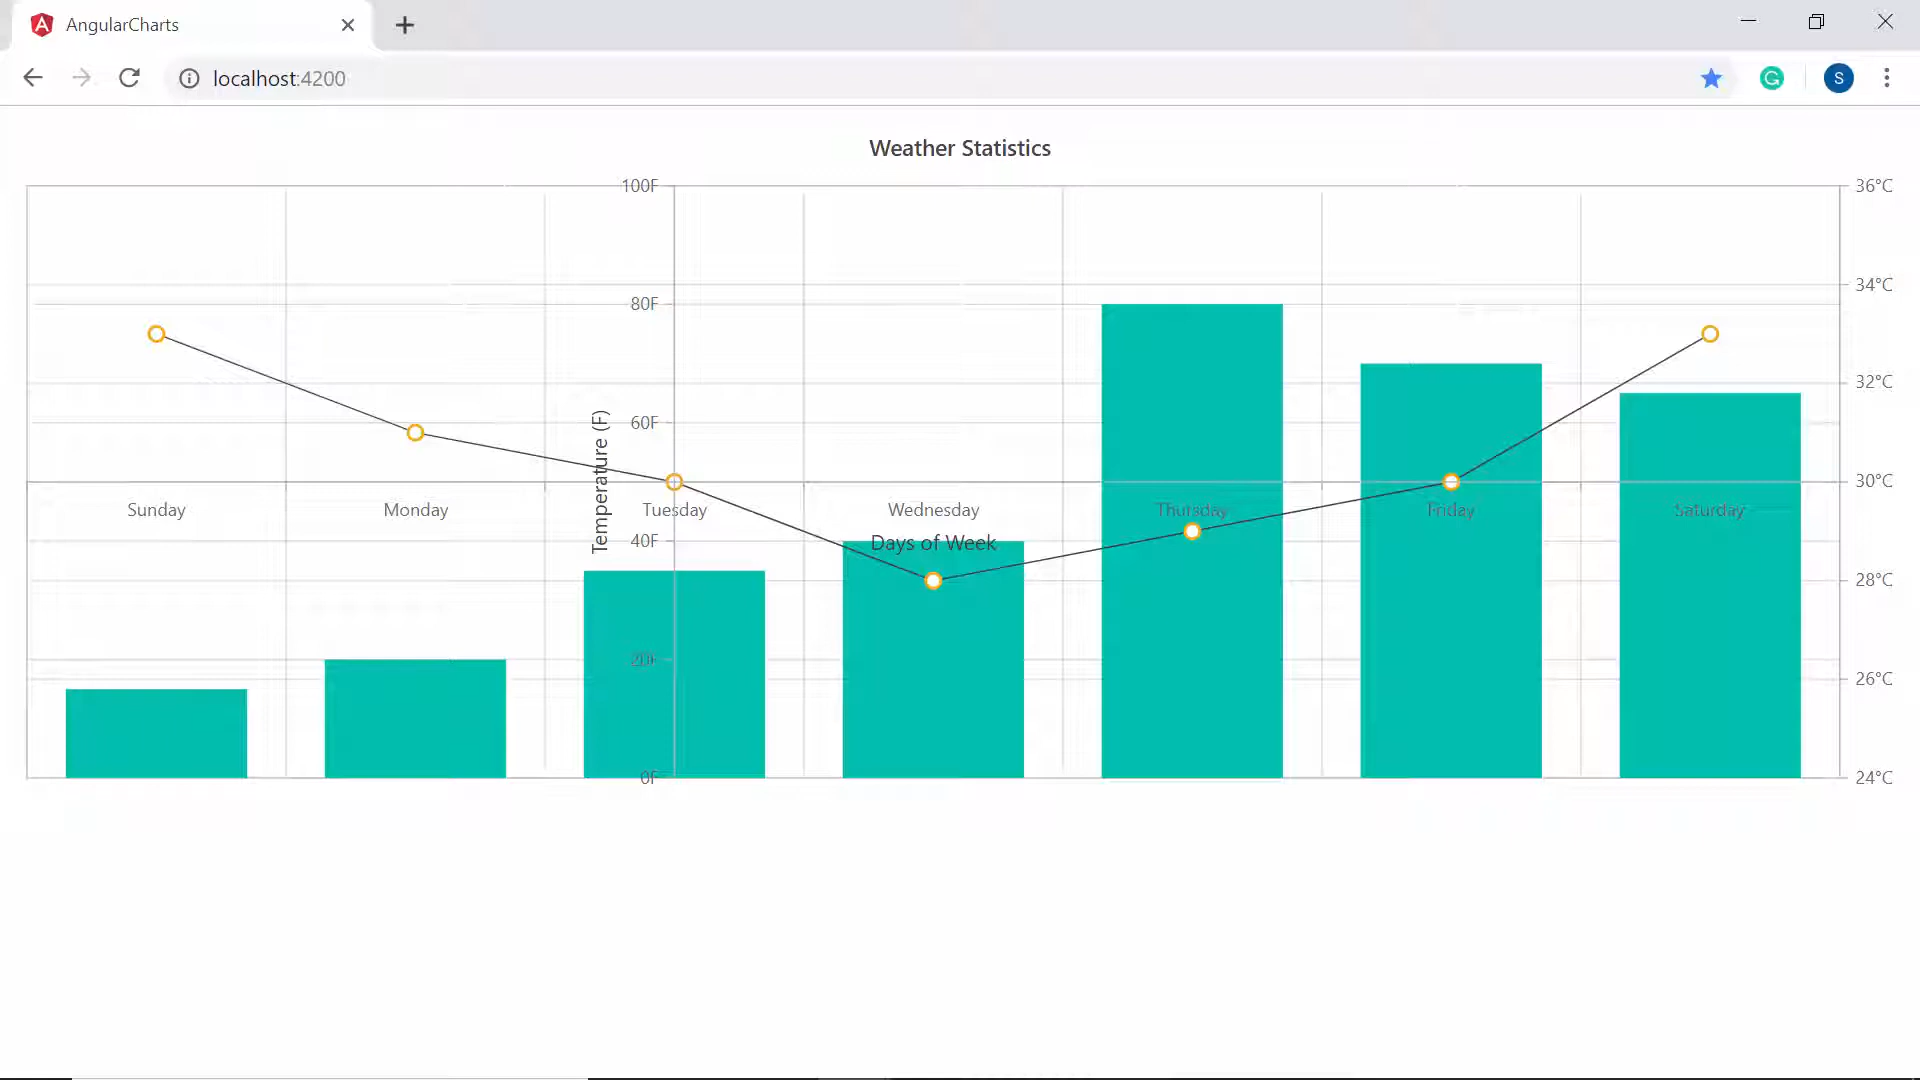 AngularCharts
localhost:4200
S
Weather Statistics
100F
80F
60F
40F
20F
0F
Temperature (F)
36°C
34°C
32°C
30°C
28°C
26°C
24°C
Sunday Monday Tuesday Wednesday Thursday Friday Saturday
Days of Week